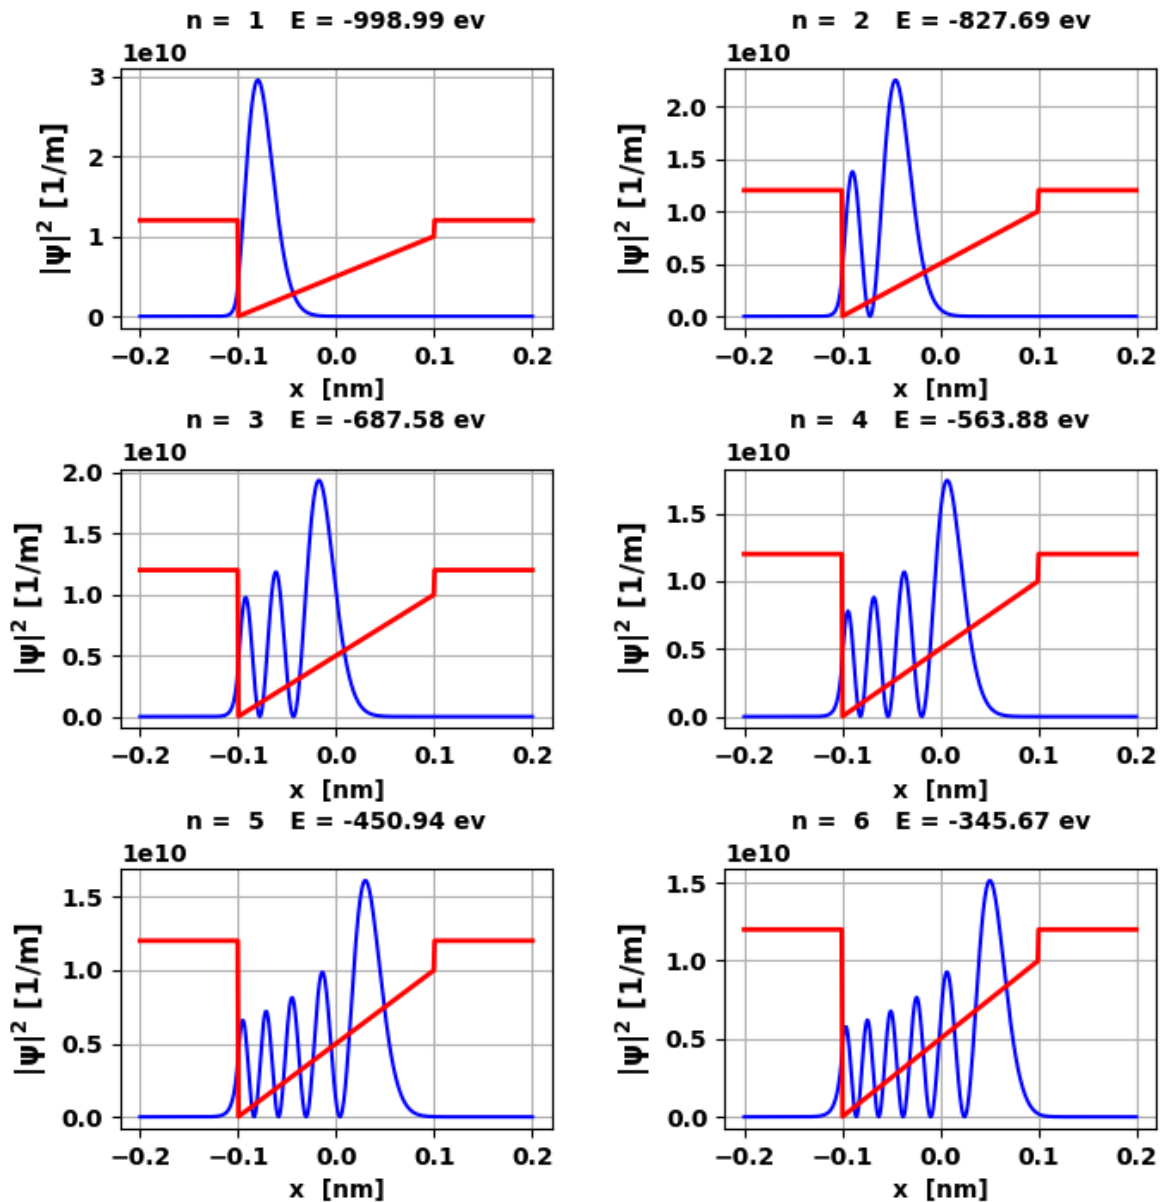 n =  1   E = -998.99 ev
1e10
|ψ|² [1/m]
3
2
1
0
−0.2 −0.1 0.0 0.1 0.2
x [nm]
n =  2   E = -827.69 ev
1e10
|ψ|² [1/m]
2.0
1.5
1.0
0.5
0.0
−0.2 −0.1 0.0 0.1 0.2
x [nm]
n =  3   E = -687.58 ev
1e10
|ψ|² [1/m]
2.0
1.5
1.0
0.5
0.0
−0.2 −0.1 0.0 0.1 0.2
x [nm]
n =  4   E = -563.88 ev
1e10
|ψ|² [1/m]
1.5
1.0
0.5
0.0
−0.2 −0.1 0.0 0.1 0.2
x [nm]
n =  5   E = -450.94 ev
1e10
|ψ|² [1/m]
1.5
1.0
0.5
0.0
−0.2 −0.1 0.0 0.1 0.2
x [nm]
n =  6   E = -345.67 ev
1e10
|ψ|² [1/m]
1.5
1.0
0.5
0.0
−0.2 −0.1 0.0 0.1 0.2
x [nm]